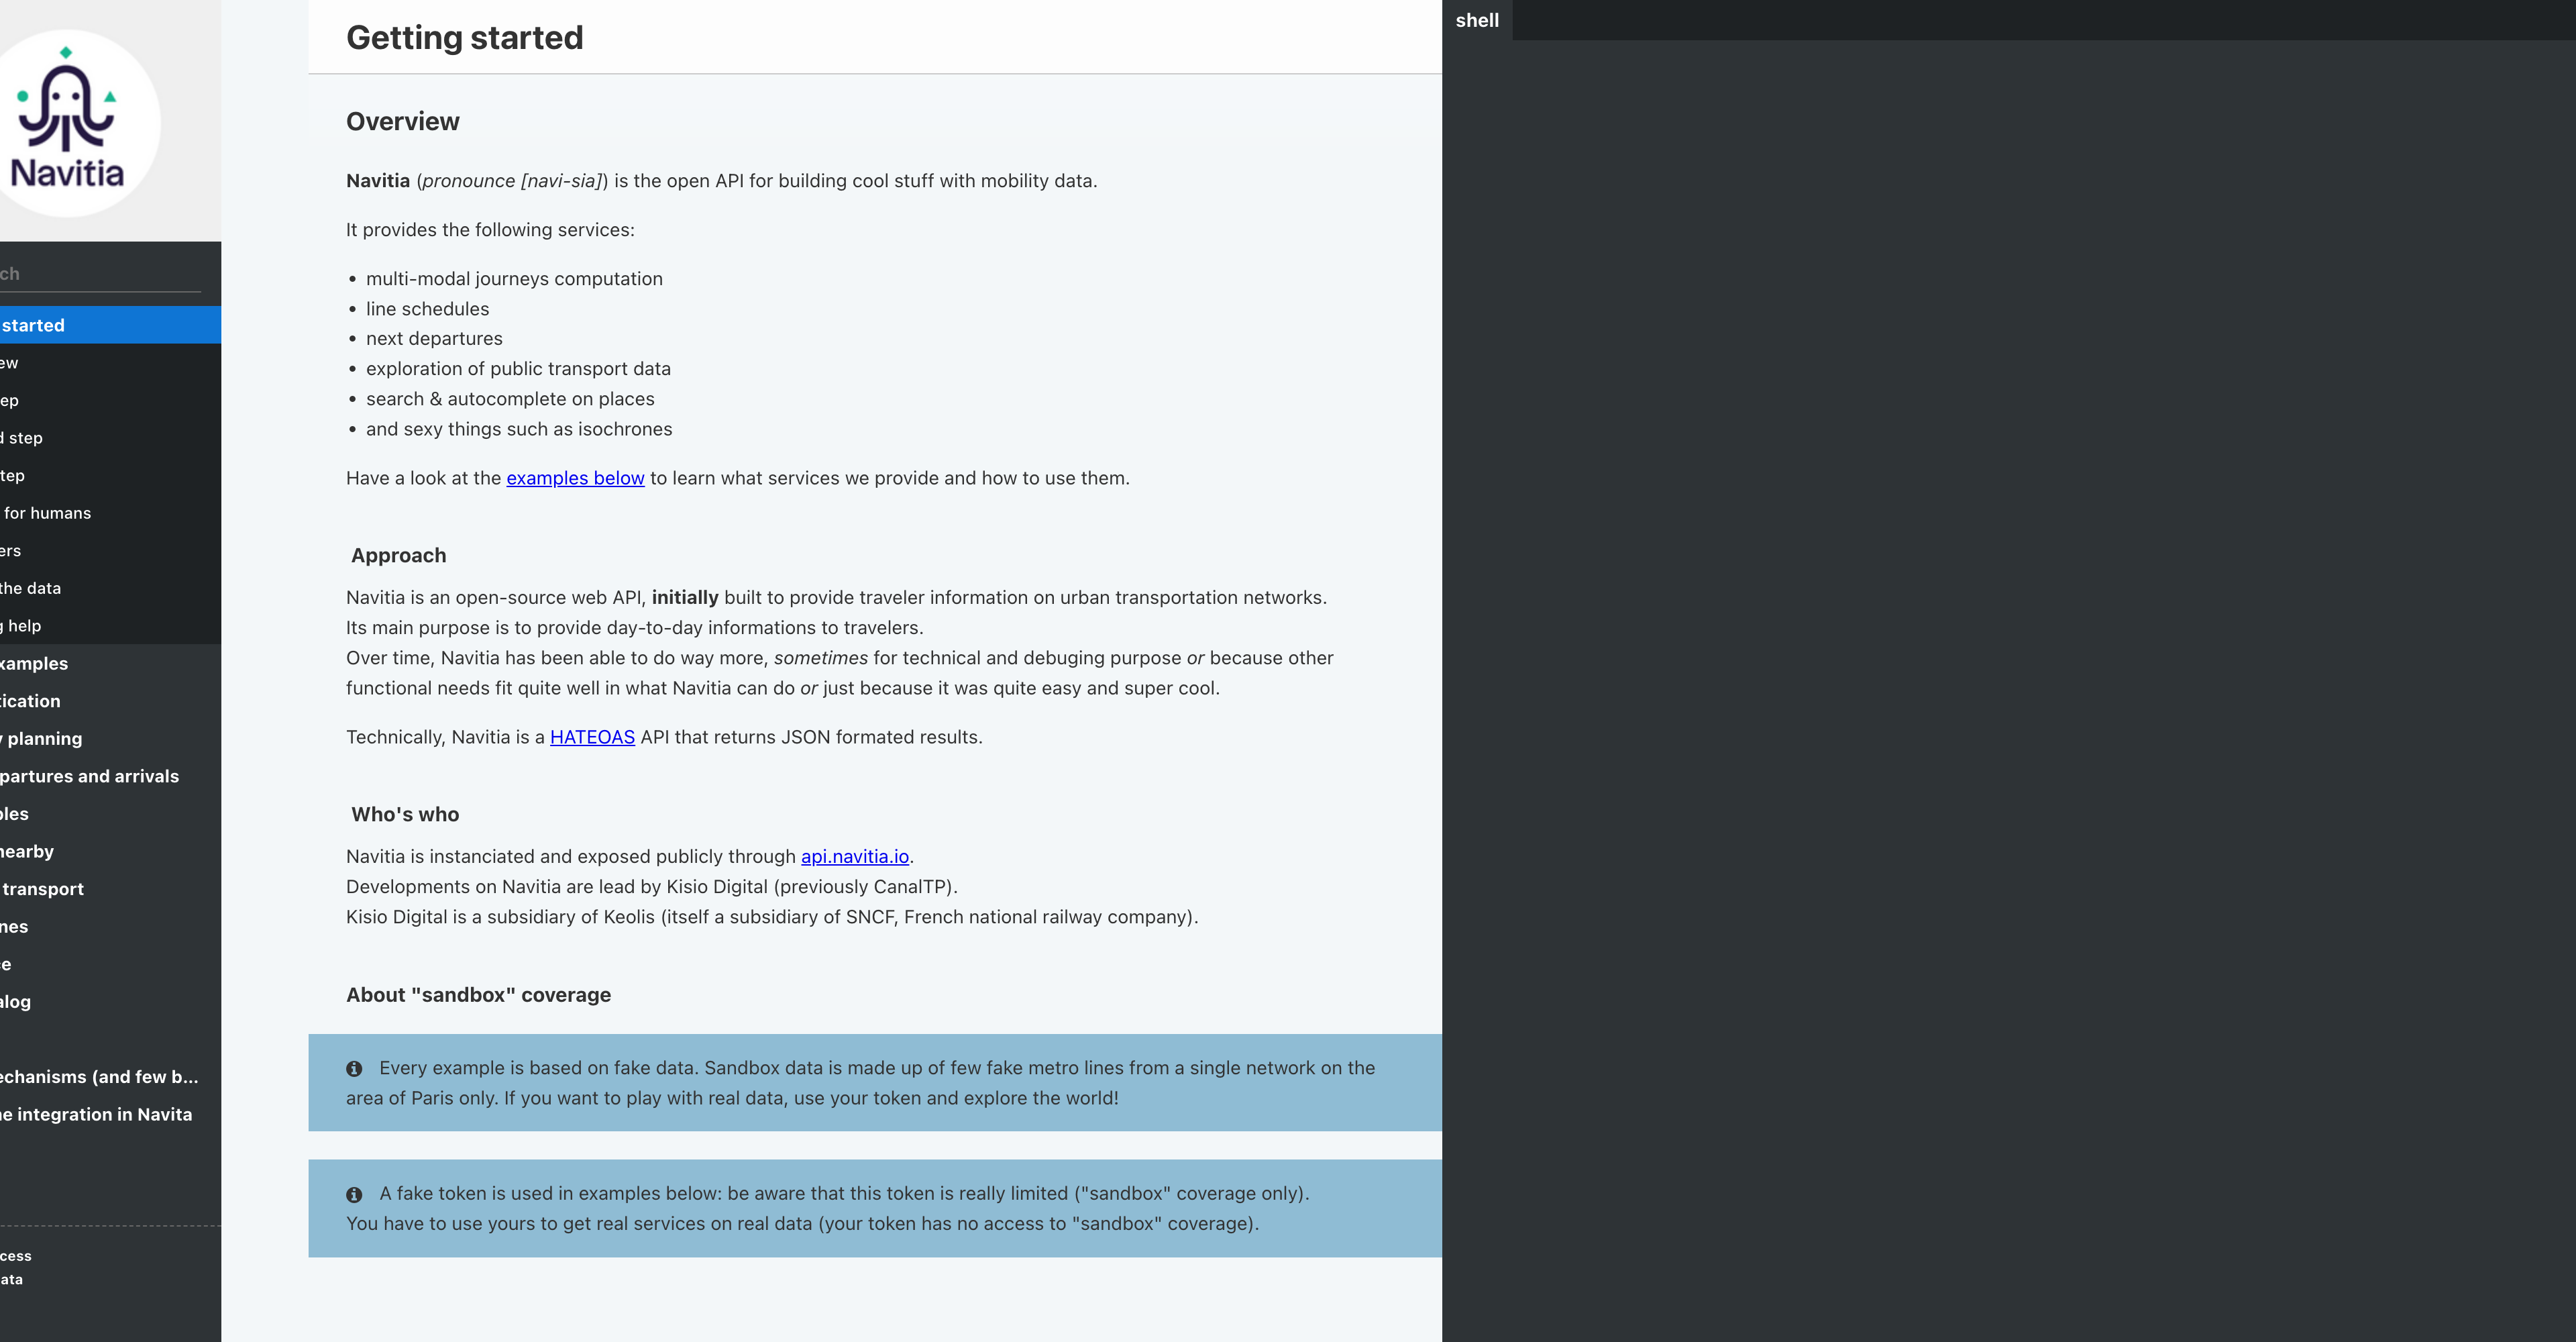 Navitia
ch
started
ew
ep
d step
tep
for humans
ers
the data
g help
xamples
ication
y planning
partures and arrivals
les
nearby
transport
nes
e
alog
echanisms (and few b...
e integration in Navita
cess
ata
Getting started
Overview
Navitia (pronounce [navi-sia]) is the open API for building cool stuff with mobility data.
It provides the following services:
• multi-modal journeys computation
• line schedules
• next departures
• exploration of public transport data
• search & autocomplete on places
• and sexy things such as isochrones
Have a look at the examples below to learn what services we provide and how to use them.
Approach
Navitia is an open-source web API, initially built to provide traveler information on urban transportation networks.
Its main purpose is to provide day-to-day informations to travelers.
Over time, Navitia has been able to do way more, sometimes for technical and debuging purpose or because other
functional needs fit quite well in what Navitia can do or just because it was quite easy and super cool.
Technically, Navitia is a HATEOAS API that returns JSON formated results.
Who's who
Navitia is instanciated and exposed publicly through api.navitia.io.
Developments on Navitia are lead by Kisio Digital (previously CanalTP).
Kisio Digital is a subsidiary of Keolis (itself a subsidiary of SNCF, French national railway company).
About "sandbox" coverage
Every example is based on fake data. Sandbox data is made up of few fake metro lines from a single network on the
area of Paris only. If you want to play with real data, use your token and explore the world!
A fake token is used in examples below: be aware that this token is really limited ("sandbox" coverage only).
You have to use yours to get real services on real data (your token has no access to "sandbox" coverage).
shell